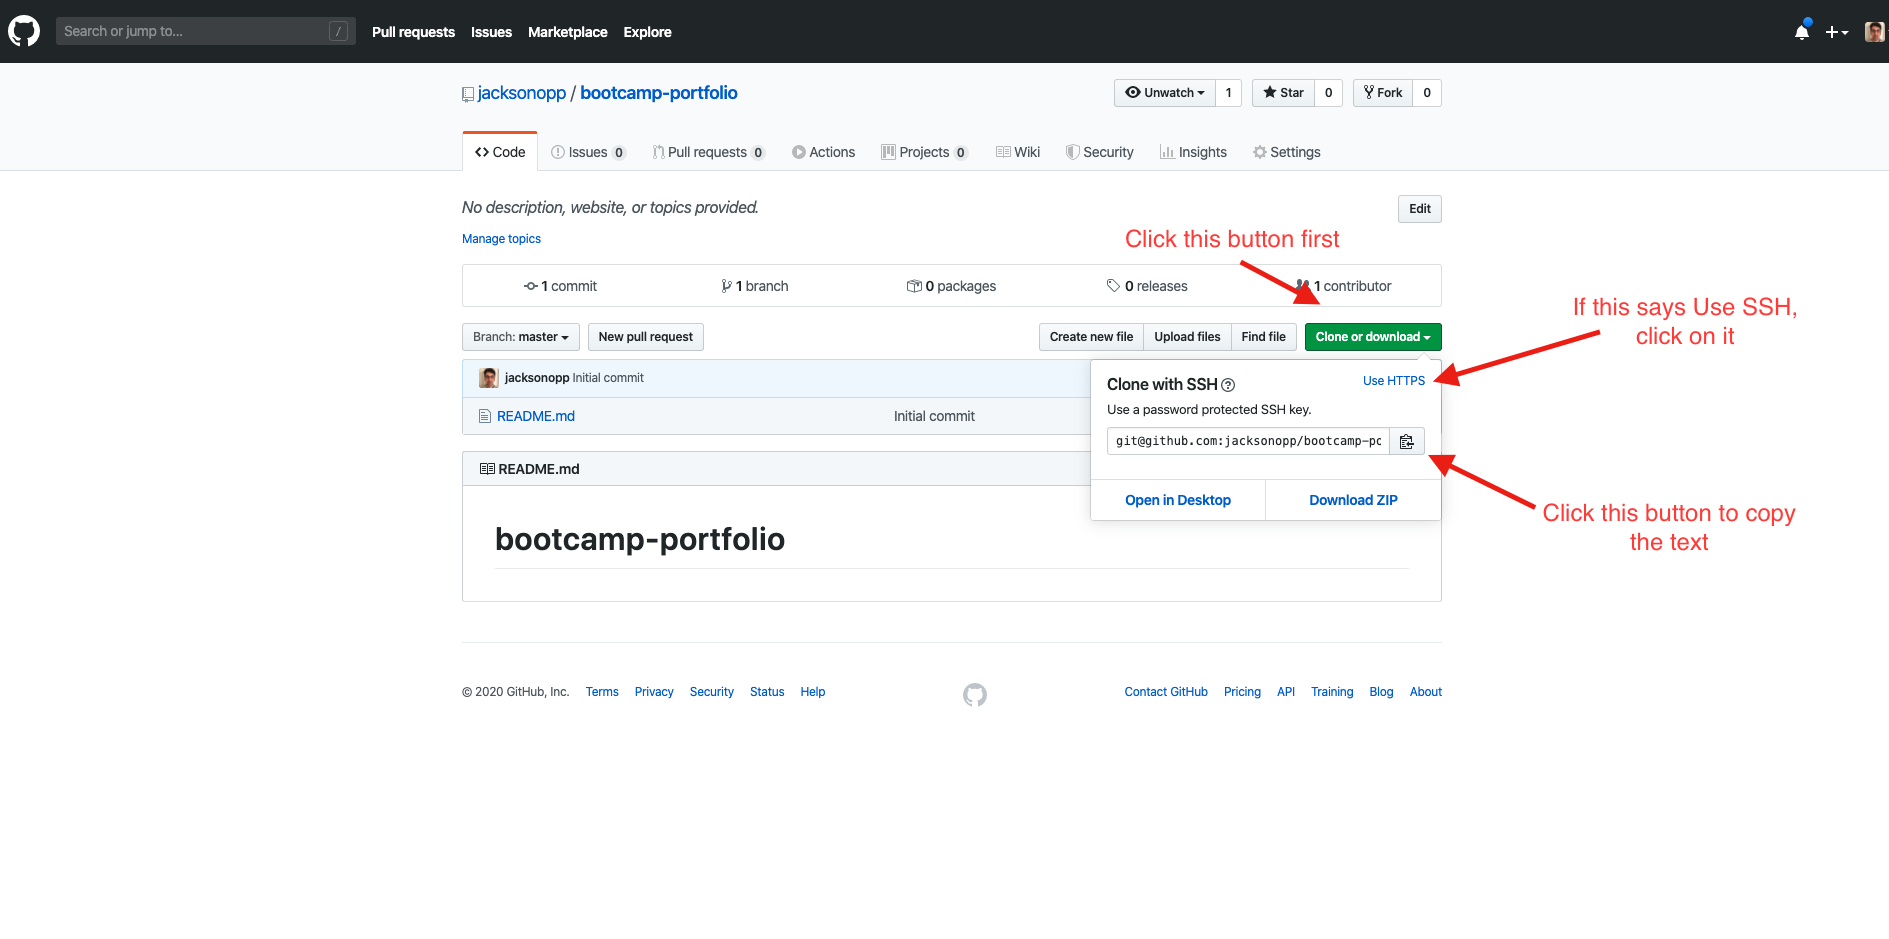 Search or jump to... /
Pull requests Issues Marketplace Explore
jacksonopp / bootcamp-portfolio
Unwatch 1 Star 0 Fork 0
Code Issues 0 Pull requests 0 Actions Projects 0 Wiki Security Insights Settings
No description, website, or topics provided.
Edit
Manage topics
Click this button first
1 commit 1 branch 0 packages 0 releases 1 contributor
If this says Use SSH,
click on it
Branch: master New pull request Create new file Upload files Find file Clone or download
jacksonopp Initial commit
README.md Initial commit
Clone with SSH Use HTTPS
Use a password protected SSH key.
git@github.com:jacksonopp/bootcamp-po
Open in Desktop Download ZIP
Click this button to copy
the text
README.md
bootcamp-portfolio
© 2020 GitHub, Inc. Terms Privacy Security Status Help
Contact GitHub Pricing API Training Blog About